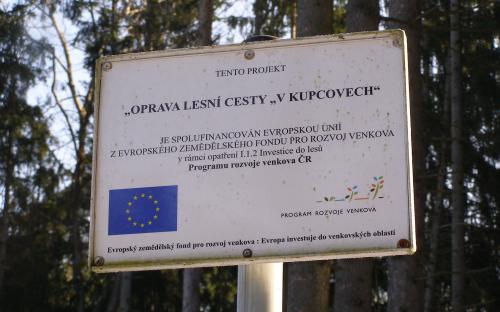 TENTO PROJEKT
„OPRAVA LESNÍ CESTY „V KUPCOVECH“
JE SPOLUFINANCOVÁN EVROPSKOU UNIÍ
Z EVROPSKÉHO ZEMĚDĚLSKÉHO FONDU PRO ROZVOJ VENKOVA
v rámci opatření I.1.2 Investice do lesů
Programu rozvoje venkova ČR
PROGRAM ROZVOJE VENKOVA
Evropský zemědělský fond pro rozvoj venkova : Evropa investuje do venkovských oblastí